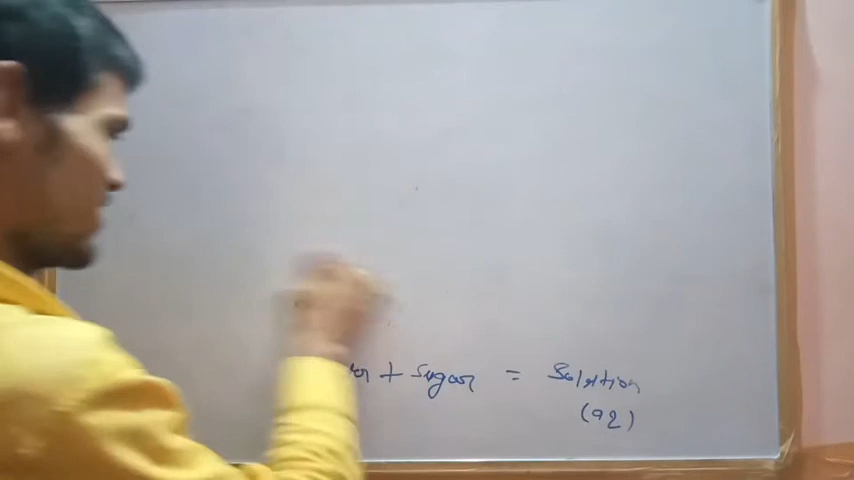 + Sugar = Solution
(aq)